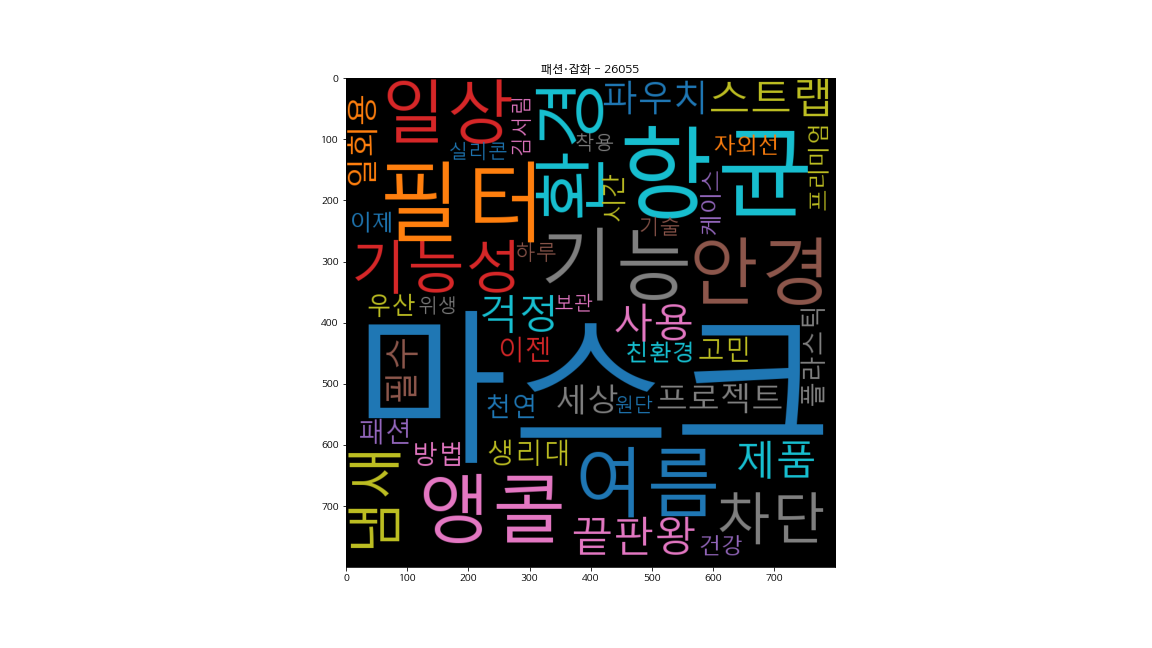 패션·잡화 – 26055
0
일상
환경
파우치
스트랩
일회용
김서림
100
실리콘
착용
항균
자외선
프리미엄
필터
시간
케이스
200
이제
기술
기능성
하루
기능
안경
300
우산
위생
걱정
보관
사용
플라스틱
400
마스크
필수
이젠
친환경
고민
500
천연
세상
원단
프로젝트
패션
600
방법
생리대
여름
제품
냄새
앵콜
차단
700
끝판왕
건강
0 100 200 300 400 500 600 700